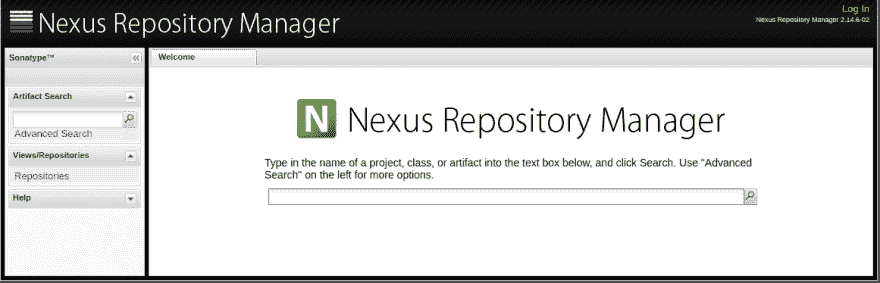 Nexus Repository Manager
Log In
Nexus Repository Manager 2.14.6-02
Sonatype™
Welcome
Artifact Search
Advanced Search
Views/Repositories
Repositories
Help
N Nexus Repository Manager
Type in the name of a project, class, or artifact into the text box below, and click Search. Use "Advanced
Search" on the left for more options.